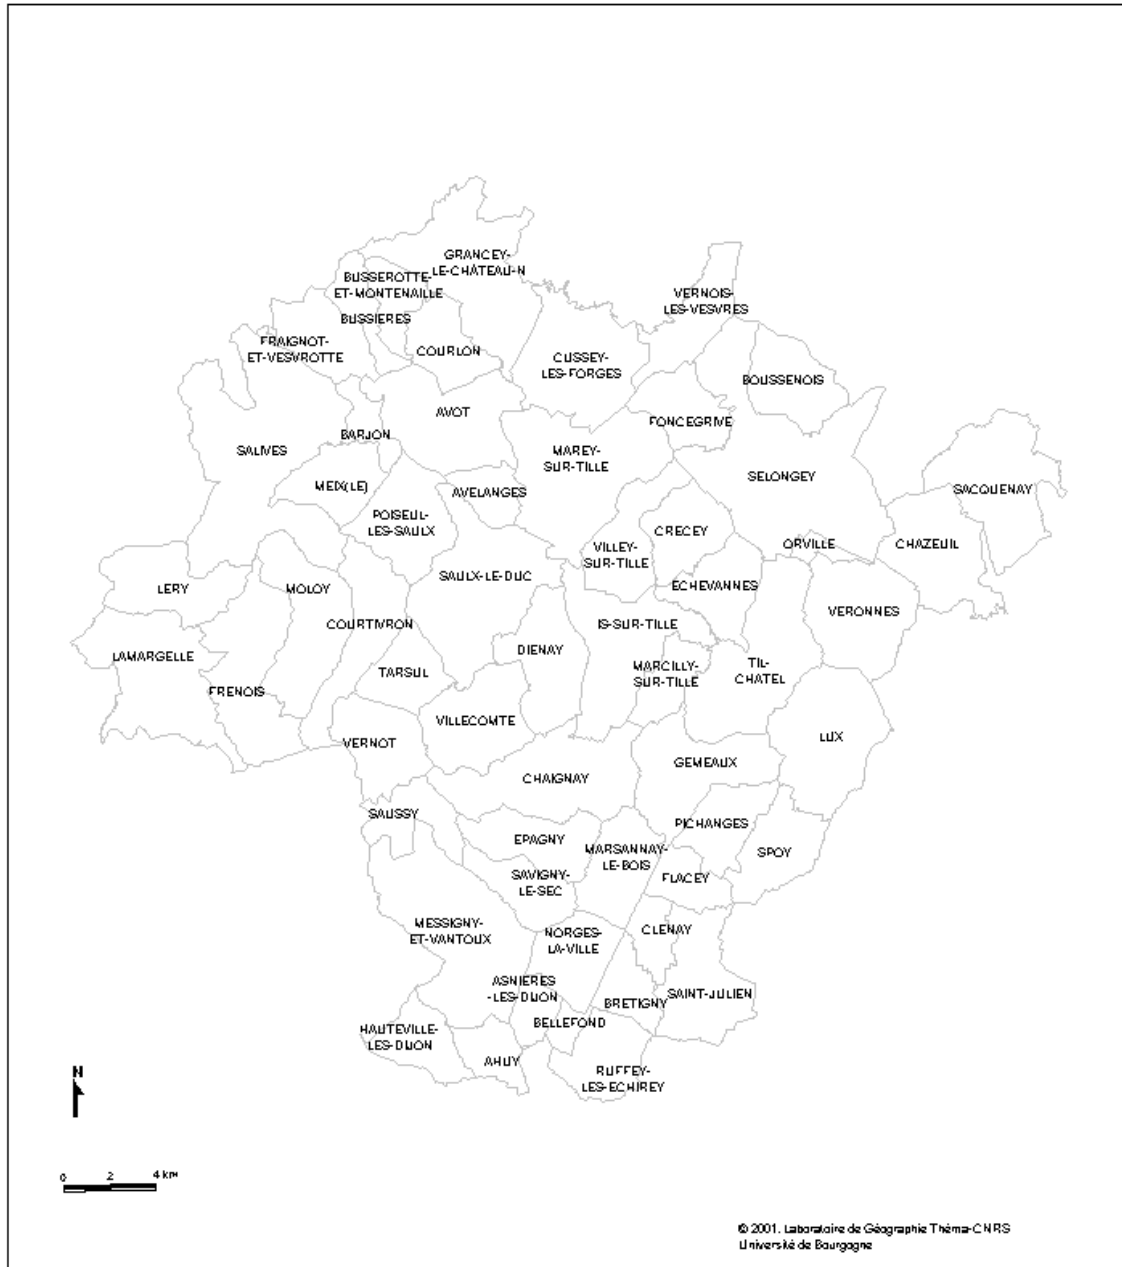 GRANCEY-
LE-CHÂTEAU-N
BUSSEROTTE-
ET-MONTENAILLE
VERNOIS-
LES-VESVRES
BUSSIERES
FRAIGNOT-
ET-VESVROTTE
COURLON
CUSSEY-
LES-FORGES
BOUSSENOIS
AVOT
FONCEGRIVE
BARJON
SALIVES
MAREY-
SUR-TILLE
SELONGEY
MEIX(LE)
AVELANGES
SACQUENAY
POISEUL-
LES-SAULX
CRECEY
VILLEY-
SUR-TILLE
ORVILLE
CHAZEUIL
SAULX-LE-DUC
ECHEVANNES
LERY
MOLOY
VERONNES
COURTIVRON
IS-SUR-TILLE
DIENAY
LAMARGELLE
MARCILLY-
SUR-TILLE
TIL-
CHATEL
TARSUL
FRENOIS
VILLECOMTE
LUX
VERNOT
GEMEAUX
CHAIGNAY
SAUSSY
PICHANGES
EPAGNY
MARSANNAY-
LE-BOIS
SPOY
SAVIGNY-
LE-SEC
FLACEY
MESSIGNY-
ET-VANTOUX
NORGES-
LA-VILLE
CLENAY
ASNIERES
-LES-DIJON
SAINT-JULIEN
BRETIGNY
BELLEFOND
HAUTEVILLE-
LES-DIJON
AHUY
RUFFEY-
LES-ECHIREY
N
0 2 4 km
© 2001. Laboratoire de Géographie Théma-CNRS
Université de Bourgogne